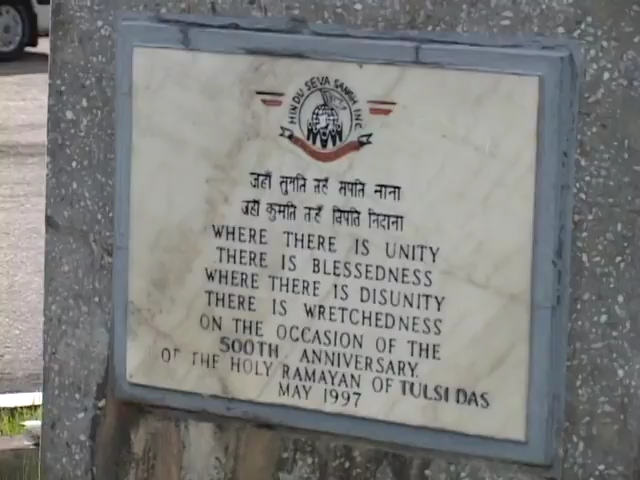 HINDU SEVA SANGH INC
जहाँ सुमति तहँ सपति नाना
जहाँ कुमति तहँ विपति निदाना
WHERE THERE IS UNITY
THERE IS BLESSEDNESS
WHERE THERE IS DISUNITY
THERE IS WRETCHEDNESS
ON THE OCCASION OF THE
500TH ANNIVERSARY
OF THE HOLY RAMAYAN OF TULSI DAS
MAY 1997